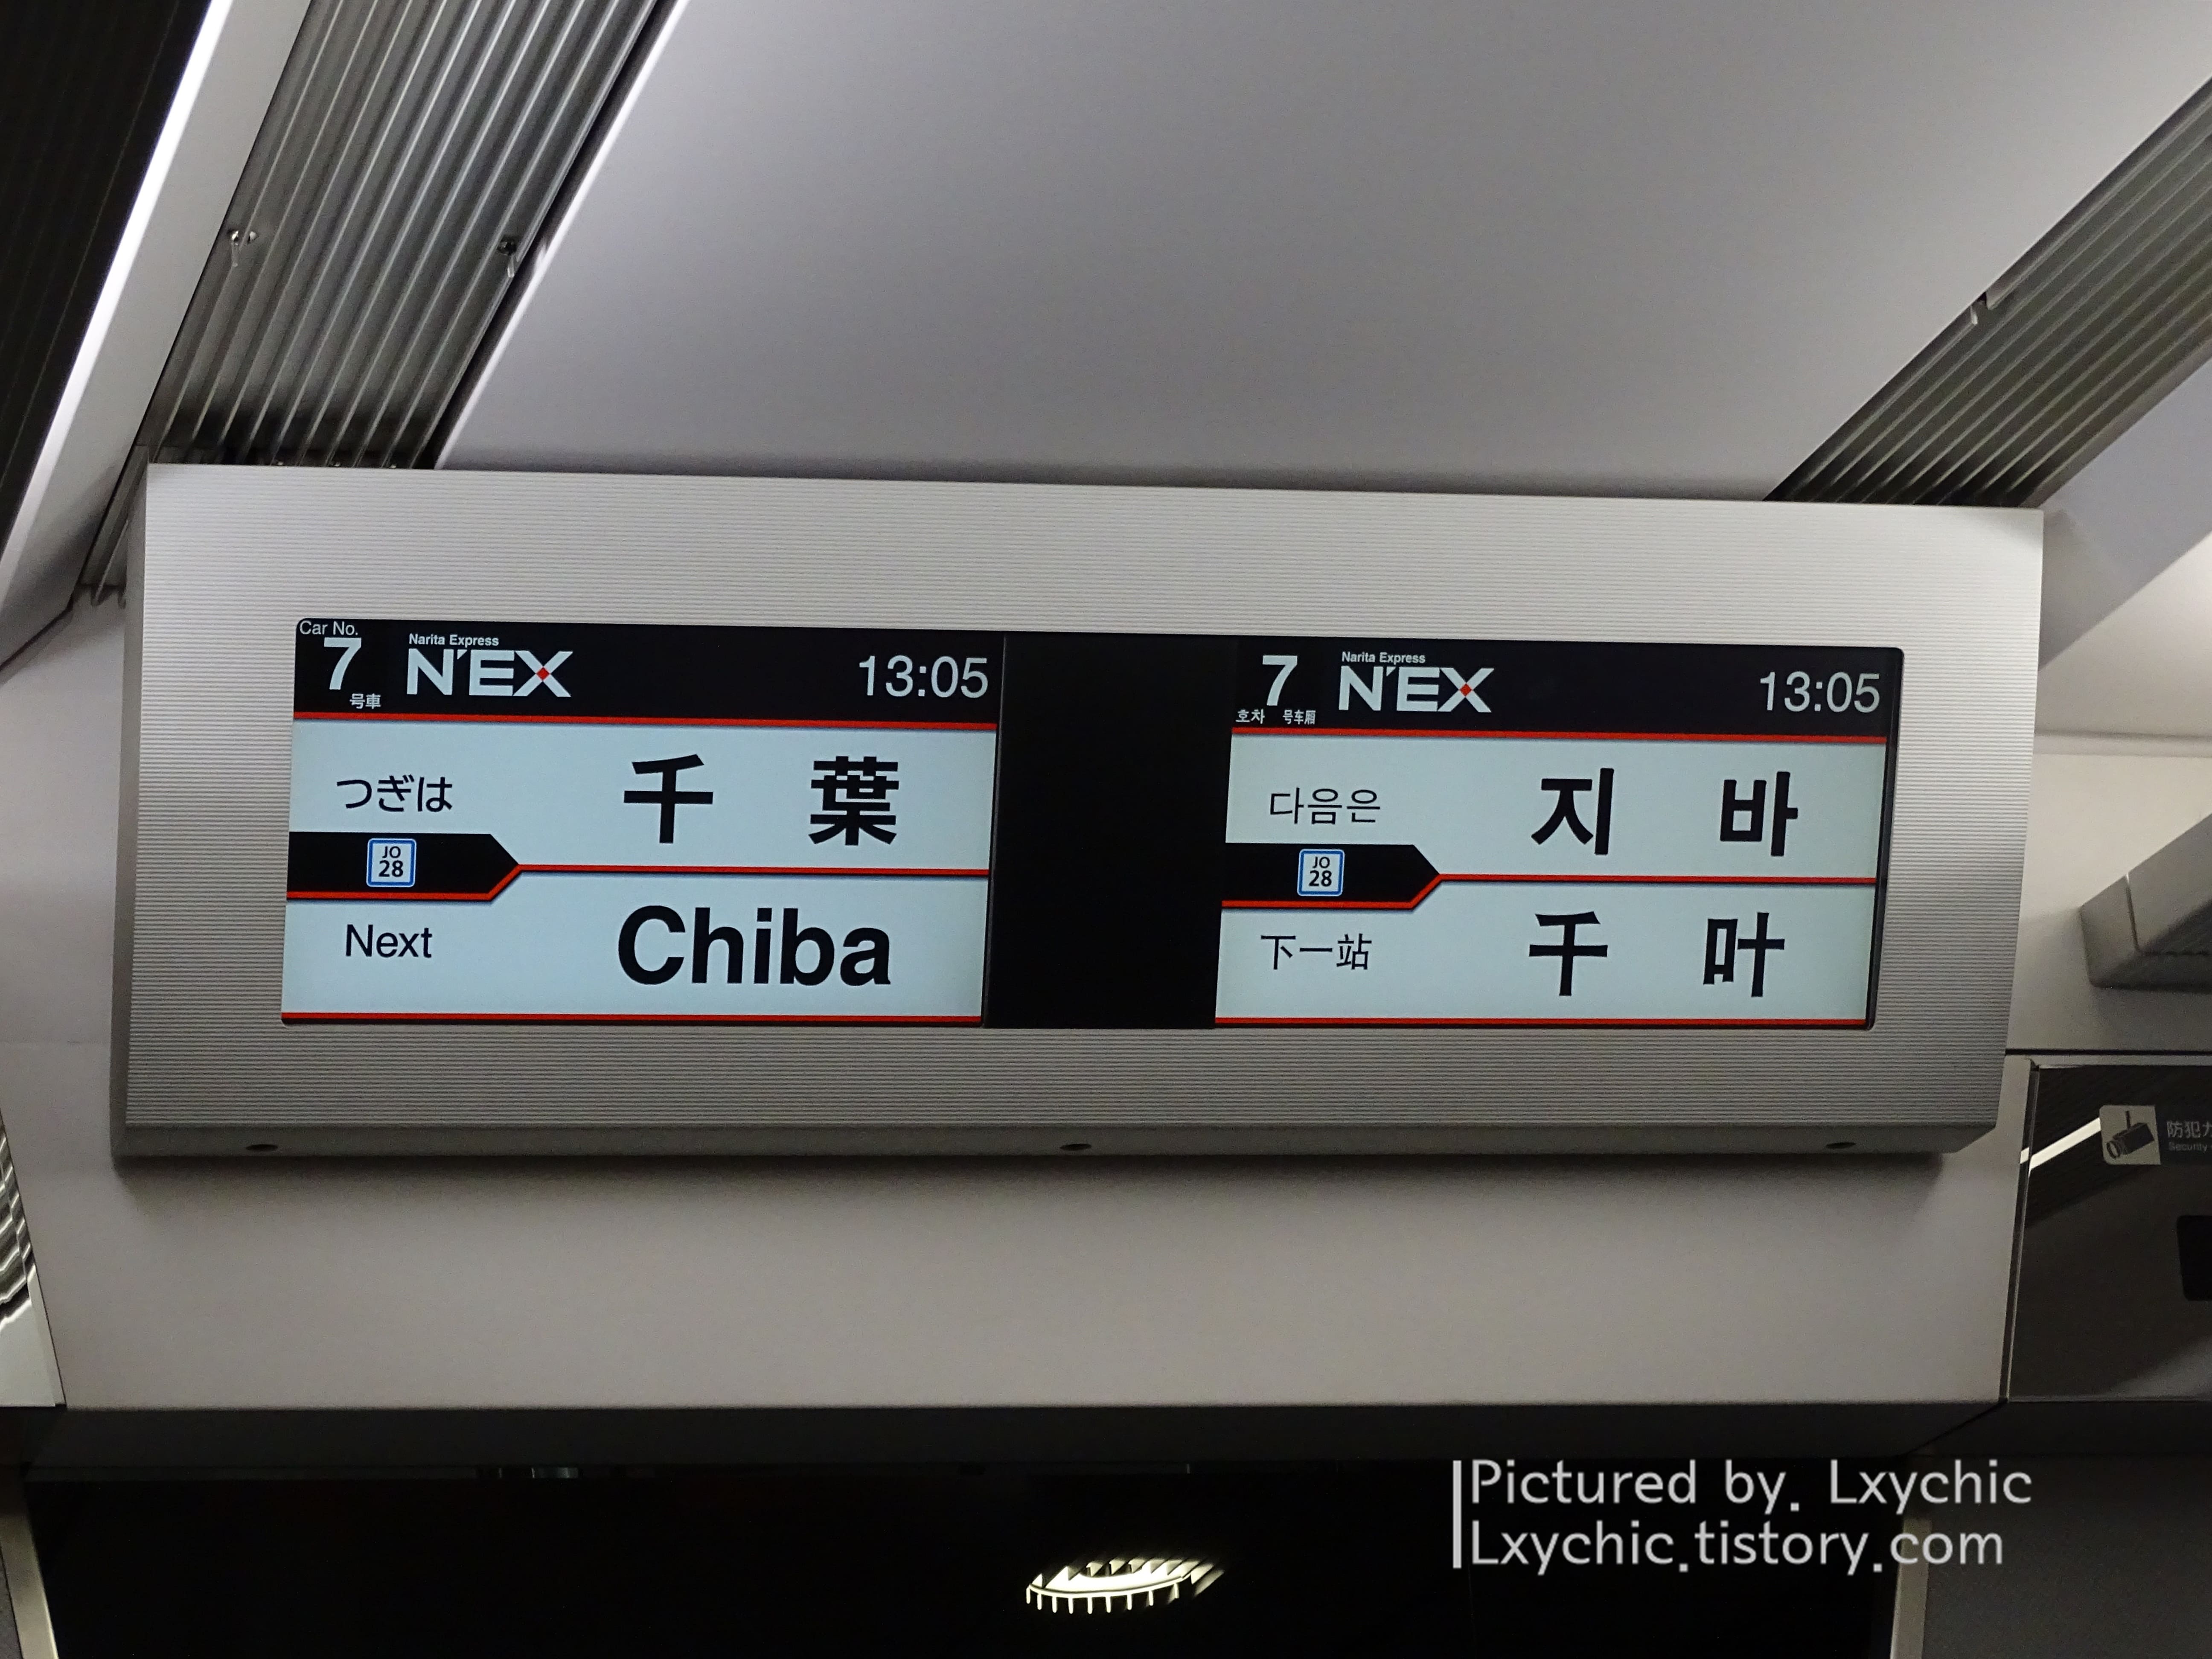 Car No.
7
号車
Narita Express
N'EX
13:05
つぎは
千葉
JO
28
Next
Chiba
7
호차 号车厢
Narita Express
N'EX
13:05
다음은
지바
JO
28
下一站
千叶
防犯カ
Security
Pictured by. Lxychic
Lxychic.tistory.com